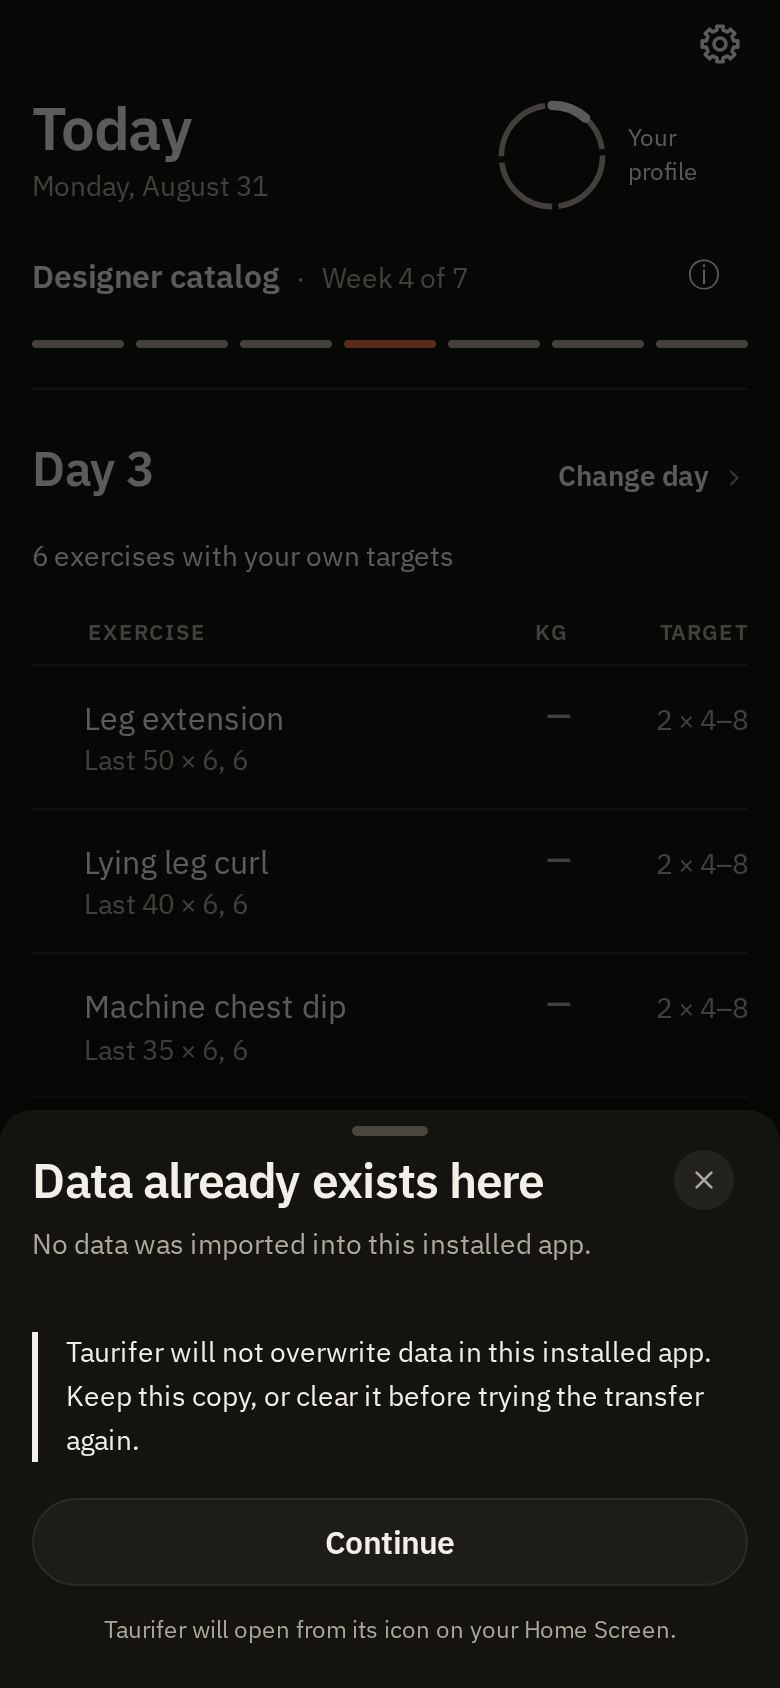 Today
Monday, August 31
Your
profile
Designer catalog · Week 4 of 7
Day 3
Change day
6 exercises with your own targets
EXERCISE KG TARGET
Leg extension — 2 × 4–8
Last 50 × 6, 6
Lying leg curl — 2 × 4–8
Last 40 × 6, 6
Machine chest dip — 2 × 4–8
Last 35 × 6, 6
Data already exists here
No data was imported into this installed app.
Taurifer will not overwrite data in this installed app.
Keep this copy, or clear it before trying the transfer
again.
Continue
Taurifer will open from its icon on your Home Screen.